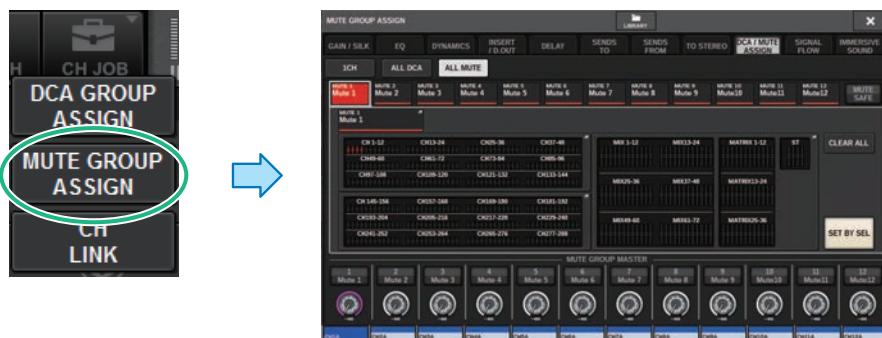 H CH JOB
DCA GROUP
ASSIGN
MUTE GROUP
ASSIGN
CH
LINK
MUTE GROUP ASSIGN
LIBRARY
GAIN / SILK EQ DYNAMICS INSERT / D.OUT DELAY SENDS TO SENDS FROM TO STEREO DCA / MUTE ASSIGN SIGNAL FLOW IMMERSIVE SOUND
1CH ALL DCA ALL MUTE
MUTE 1 MUTE 2 MUTE 3 MUTE 4 MUTE 5 MUTE 6 MUTE 7 MUTE 8 MUTE 9 MUTE 10 MUTE 11 MUTE 12
Mute 1 Mute 2 Mute 3 Mute 4 Mute 5 Mute 6 Mute 7 Mute 8 Mute 9 Mute10 Mute11 Mute12 MUTE SAFE
MUTE 1
Mute 1
CH 1-12 CH13-24 CH25-36 CH37-48 MIX 1-12 MIX13-24 MATRIX 1-12 ST CLEAR ALL
CH49-60 CH61-72 CH73-84 CH85-96
CH97-108 CH109-120 CH121-132 CH133-144 MIX25-36 MIX37-48 MATRIX13-24
CH 145-156 CH157-168 CH169-180 CH181-192
CH193-204 CH205-216 CH217-228 CH229-240 MIX49-60 MIX61-72 MATRIX25-36
CH241-252 CH253-264 CH265-276 CH277-288 SET BY SEL
MUTE GROUP MASTER
1 2 3 4 5 6 7 8 9 10 11 12
Mute 1 Mute 2 Mute 3 Mute 4 Mute 5 Mute 6 Mute 7 Mute 8 Mute 9 Mute10 Mute11 Mute12